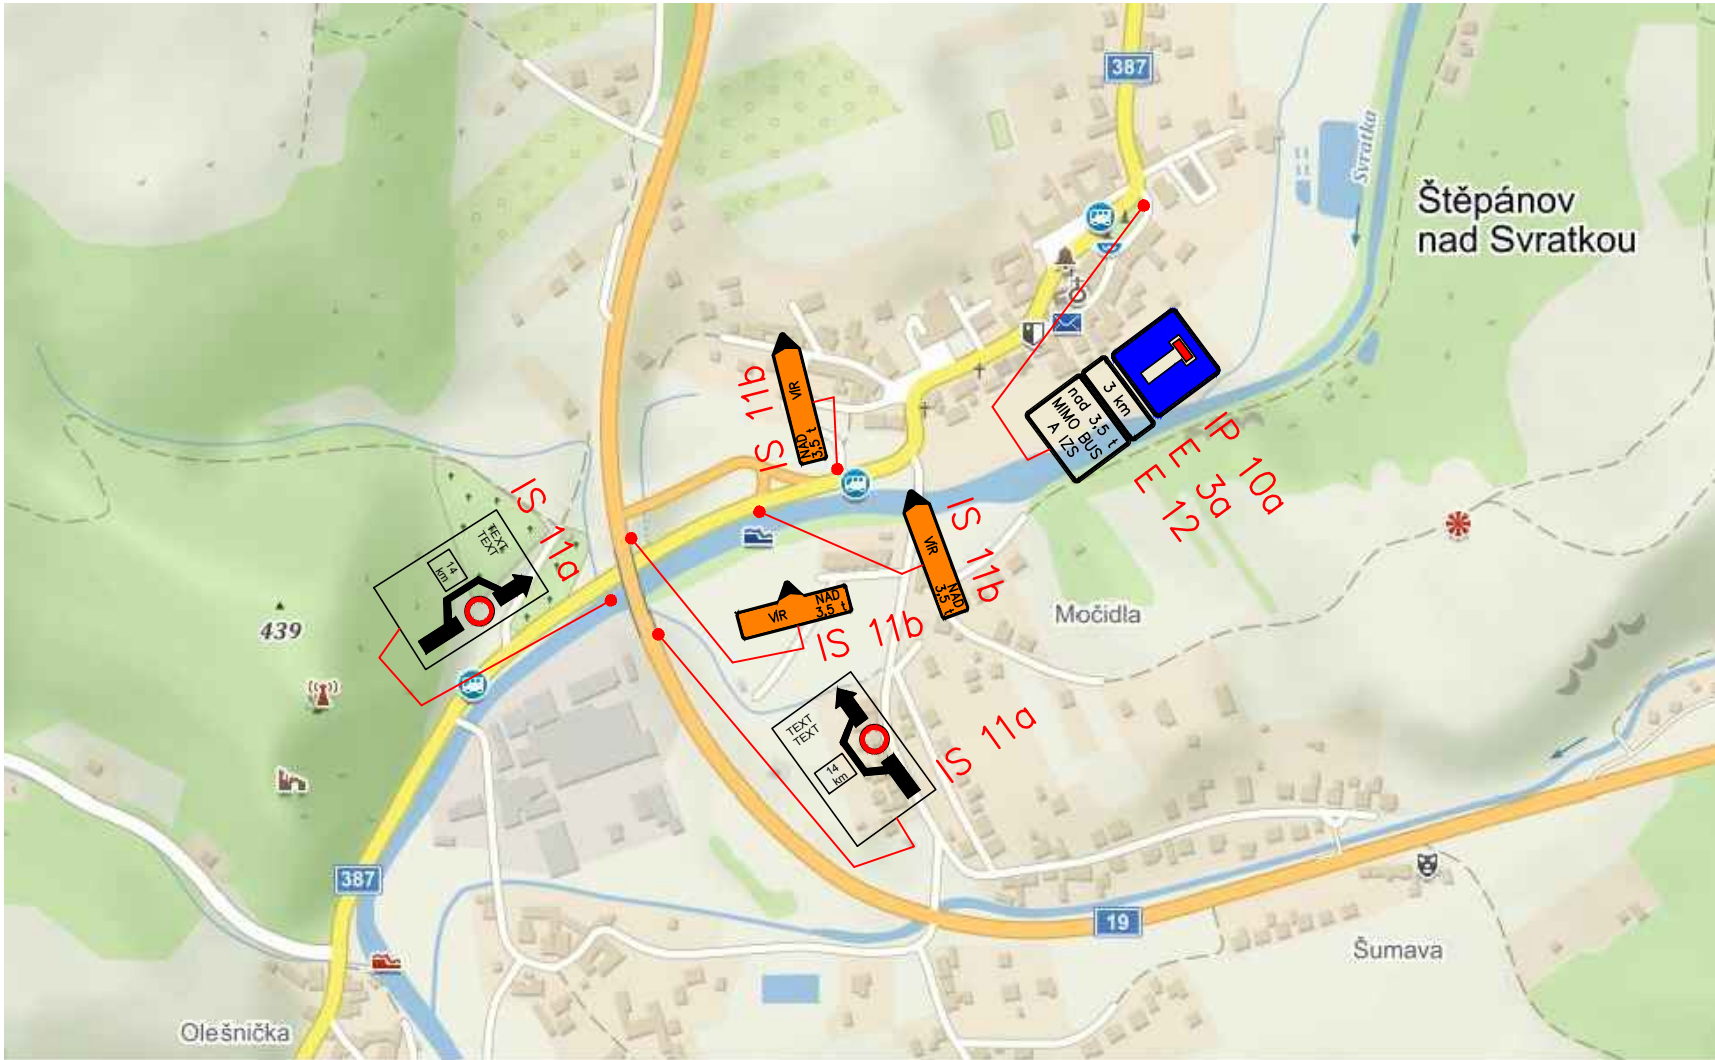 387
Svratka
Štěpánov
nad Svratkou
VÍR
NAD
3,5 t
IS 11b
3 km
nad 3,5 t
MIMO BUS
A IZS
IP 10a
E 3a
E 12
IS 11a
TEXT
TEXT
14
km
VÍR
NAD
3,5 t
IS 11b
439
VÍR
NAD
3,5 t
IS 11b
Močidla
TEXT
TEXT
14
km
IS 11a
387
19
Šumava
Olešnička